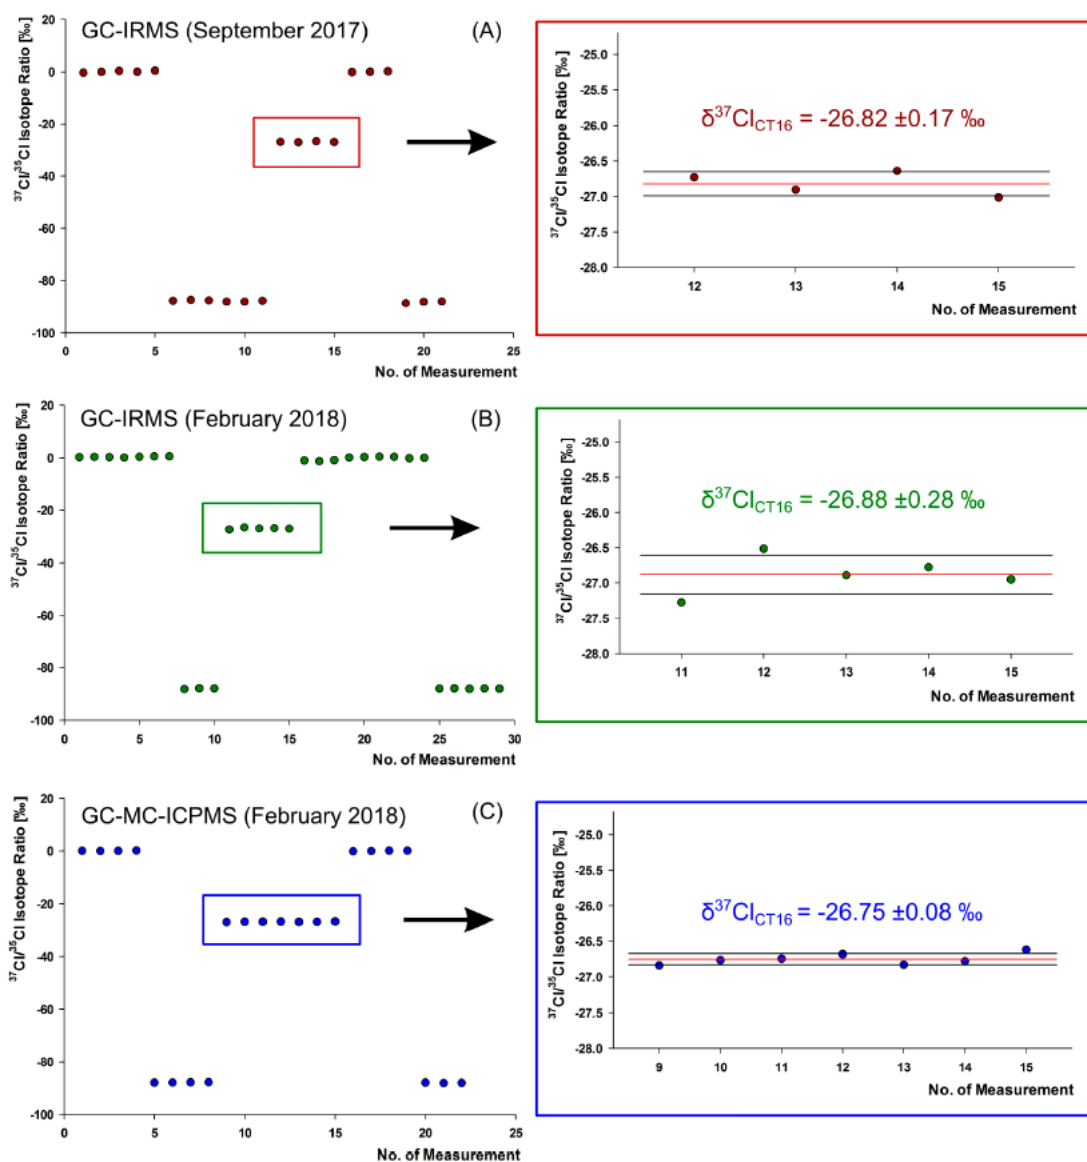 GC-IRMS (September 2017) (A)
³⁷Cl/³⁵Cl Isotope Ratio [‰]
20
0
-20
-40
-60
-80
-100
0 5 10 15 20 25
No. of Measurement
³⁷Cl/³⁵Cl Isotope Ratio [‰]
-25.0
-25.5
-26.0
-26.5
-27.0
-27.5
-28.0
δ³⁷Cl_CT16 = -26.82 ±0.17 ‰
12 13 14 15
No. of Measurement
GC-IRMS (February 2018) (B)
³⁷Cl/³⁵Cl Isotope Ratio [‰]
20
0
-20
-40
-60
-80
-100
0 5 10 15 20 25 30
No. of Measurement
³⁷Cl/³⁵Cl Isotope Ratio [‰]
-25.0
-25.5
-26.0
-26.5
-27.0
-27.5
-28.0
δ³⁷Cl_CT16 = -26.88 ±0.28 ‰
11 12 13 14 15
No. of Measurement
GC-MC-ICPMS (February 2018) (C)
³⁷Cl/³⁵Cl Isotope Ratio [‰]
20
0
-20
-40
-60
-80
-100
0 5 10 15 20 25
No. of Measurement
³⁷Cl/³⁵Cl Isotope Ratio [‰]
-25.0
-25.5
-26.0
-26.5
-27.0
-27.5
-28.0
δ³⁷Cl_CT16 = -26.75 ±0.08 ‰
9 10 11 12 13 14 15
No. of Measurement